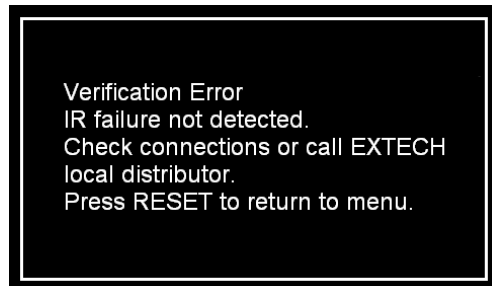 Verification Error
IR failure not detected.
Check connections or call EXTECH
local distributor.
Press RESET to return to menu.